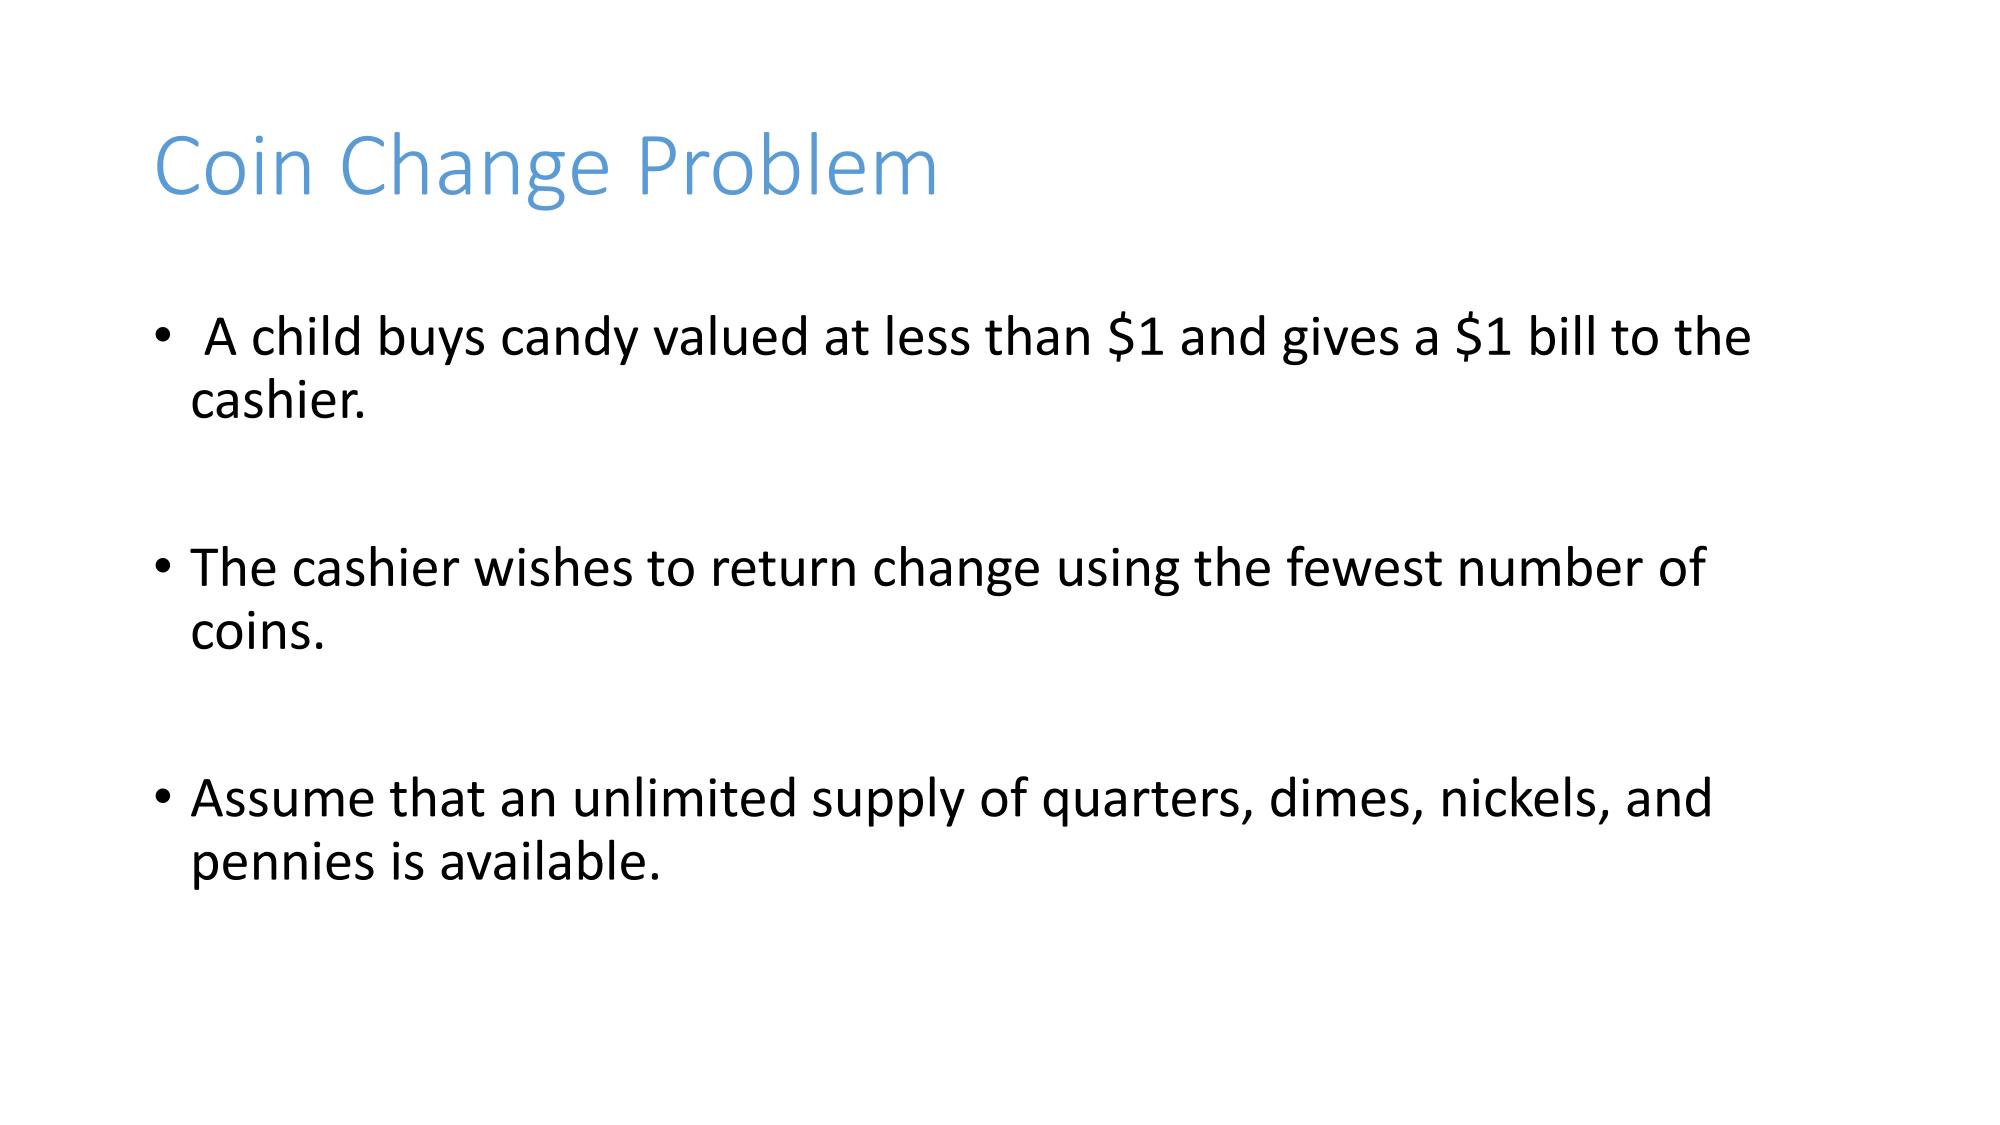 Coin Change Problem
• A child buys candy valued at less than $1 and gives a $1 bill to the
cashier.
• The cashier wishes to return change using the fewest number of
coins.
• Assume that an unlimited supply of quarters, dimes, nickels, and
pennies is available.